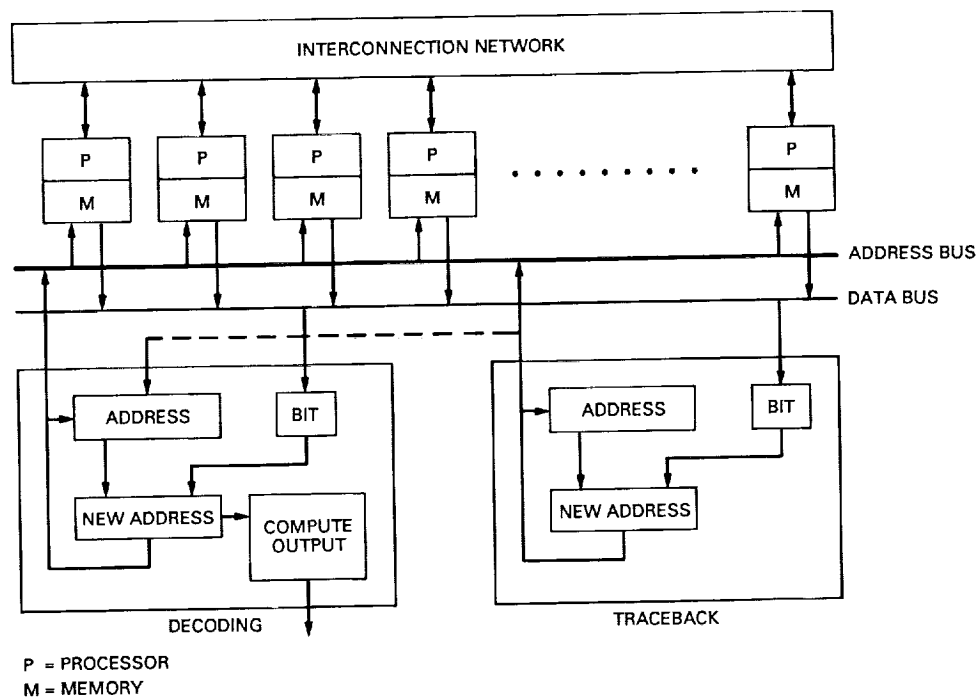 INTERCONNECTION NETWORK
P
P
P
P
P
M
M
M
M
M
ADDRESS BUS
DATA BUS
ADDRESS
BIT
NEW ADDRESS
COMPUTE
OUTPUT
DECODING
ADDRESS
BIT
NEW ADDRESS
TRACEBACK
P = PROCESSOR
M = MEMORY